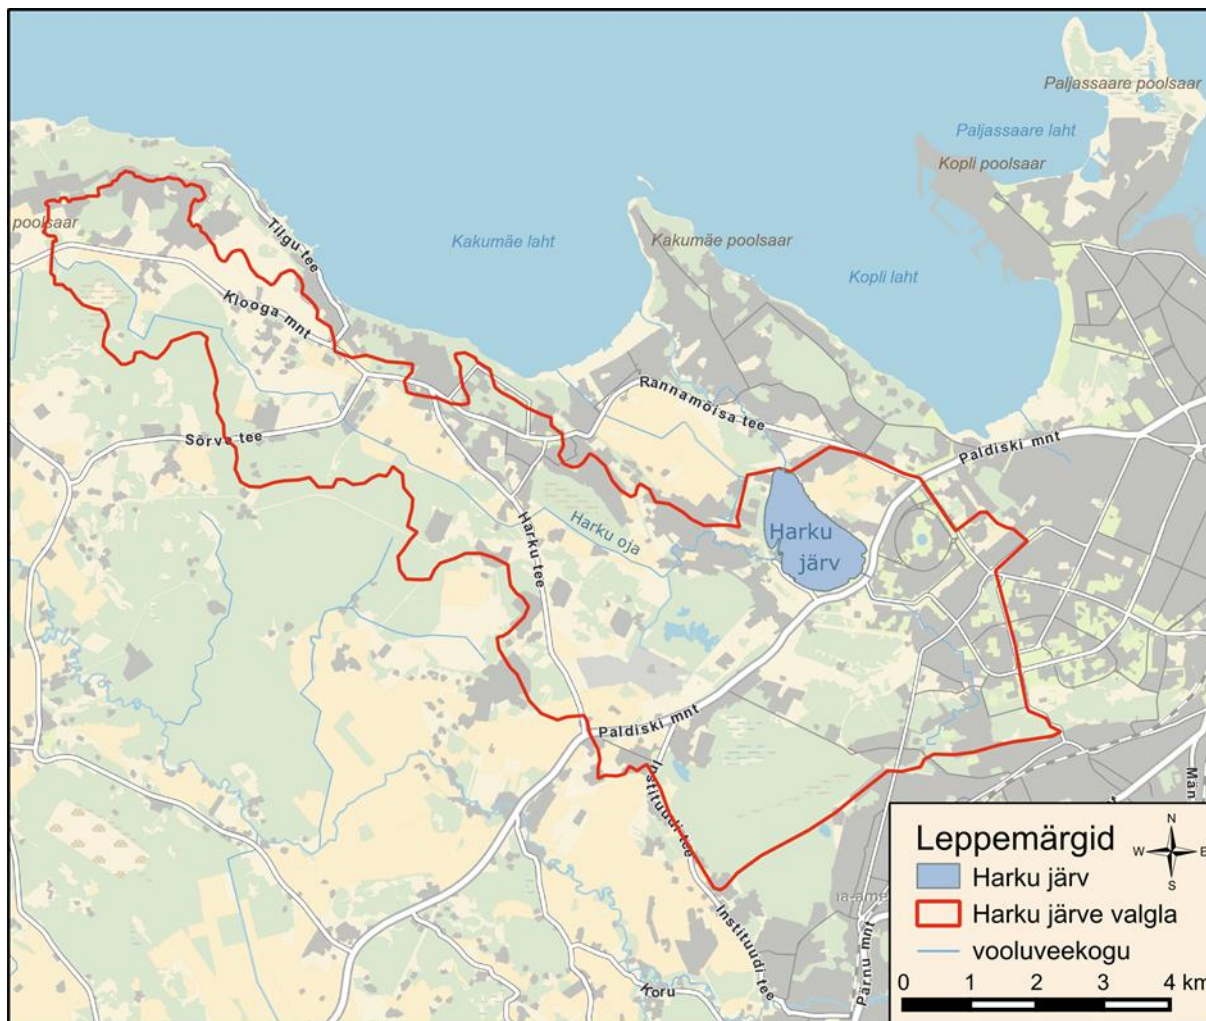 Paljassaare poolsaar
Paljassaare laht
Kopli poolsaar
poolsaar
Tilgu tee
Kakumäe laht
Kakumäe poolsaar
Kopli laht
Klooga mnt
Rannamõisa tee
Sõrve tee
Paldiski mnt
Harku tee
Harku oja
Harku
järv
Paldiski mnt
Instituudi tee
Instituudi tee
Koru
Pärnu mnt
Män
Leppemärgid
N
W E
S
Harku järv
Harku järve valgla
vooluveekogu
0 1 2 3 4 km